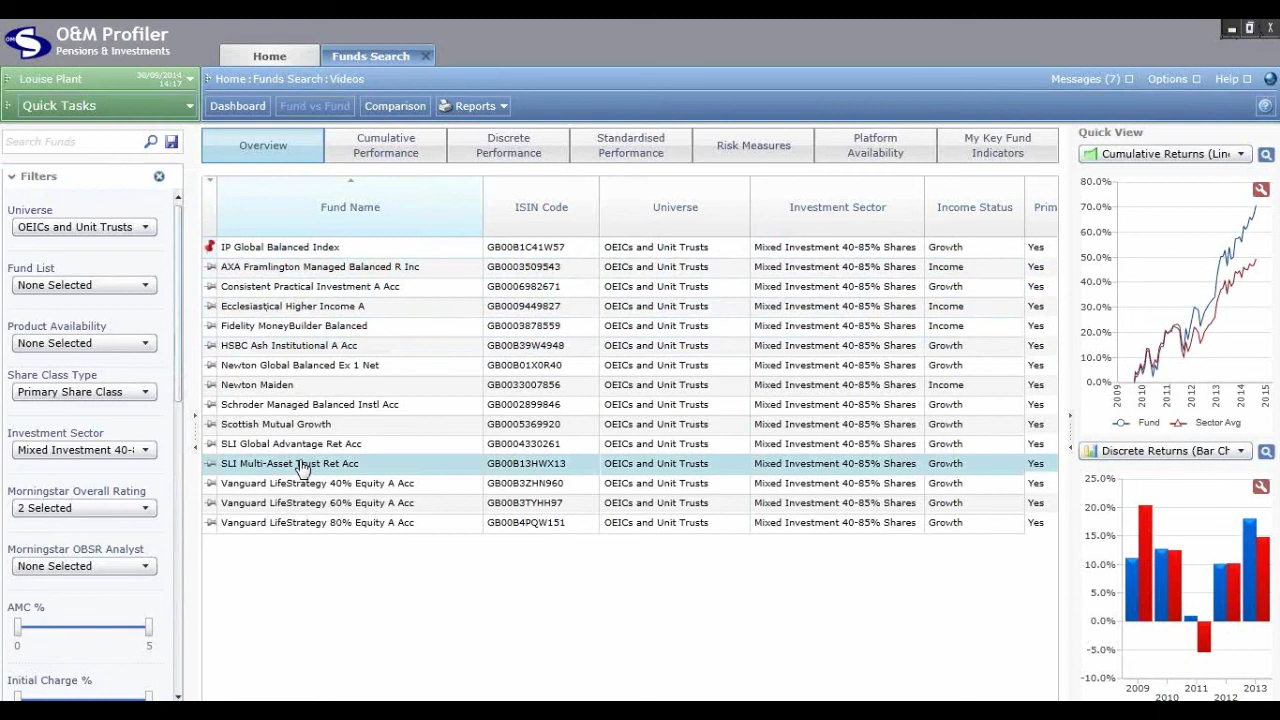 O&M Profiler
Pensions & Investments
Home
Funds Search
Louise Plant
30/09/2014
14:17
Home : Funds Search : Videos
Messages (7)
Options
Help
Quick Tasks
Dashboard
Fund vs Fund
Comparison
Reports
Search Funds
Overview
Cumulative
Performance
Discrete
Performance
Standardised
Performance
Risk Measures
Platform
Availability
My Key Fund
Indicators
Quick View
Cumulative Returns (Lin
Filters
Universe
OEICs and Unit Trusts
Fund List
None Selected
Product Availability
None Selected
Share Class Type
Primary Share Class
Investment Sector
Mixed Investment 40-
Morningstar Overall Rating
2 Selected
Morningstar OBSR Analyst
None Selected
AMC %
0 5
Initial Charge %
Fund Name ISIN Code Universe Investment Sector Income Status Prim
IP Global Balanced Index GB00B1C41W57 OEICs and Unit Trusts Mixed Investment 40-85% Shares Growth Yes
AXA Framlington Managed Balanced R Inc GB0003509543 OEICs and Unit Trusts Mixed Investment 40-85% Shares Income Yes
Consistent Practical Investment A Acc GB0006982671 OEICs and Unit Trusts Mixed Investment 40-85% Shares Growth Yes
Ecclesiastical Higher Income A GB0009449827 OEICs and Unit Trusts Mixed Investment 40-85% Shares Income Yes
Fidelity MoneyBuilder Balanced GB0003878559 OEICs and Unit Trusts Mixed Investment 40-85% Shares Income Yes
HSBC Ash Institutional A Acc GB00B39W4948 OEICs and Unit Trusts Mixed Investment 40-85% Shares Growth Yes
Newton Global Balanced Ex 1 Net GB00B01X0R40 OEICs and Unit Trusts Mixed Investment 40-85% Shares Growth Yes
Newton Maiden GB0033007856 OEICs and Unit Trusts Mixed Investment 40-85% Shares Income Yes
Schroder Managed Balanced Instl Acc GB0002899846 OEICs and Unit Trusts Mixed Investment 40-85% Shares Growth Yes
Scottish Mutual Growth GB0005369920 OEICs and Unit Trusts Mixed Investment 40-85% Shares Growth Yes
SLI Global Advantage Ret Acc GB0004330261 OEICs and Unit Trusts Mixed Investment 40-85% Shares Growth Yes
SLI Multi-Asset Trust Ret Acc GB00B13HWX13 OEICs and Unit Trusts Mixed Investment 40-85% Shares Growth Yes
Vanguard LifeStrategy 40% Equity A Acc GB00B3ZHN960 OEICs and Unit Trusts Mixed Investment 40-85% Shares Growth Yes
Vanguard LifeStrategy 60% Equity A Acc GB00B3TYHH97 OEICs and Unit Trusts Mixed Investment 40-85% Shares Growth Yes
Vanguard LifeStrategy 80% Equity A Acc GB00B4PQW151 OEICs and Unit Trusts Mixed Investment 40-85% Shares Growth Yes
80.0%
70.0%
60.0%
50.0%
40.0%
30.0%
20.0%
10.0%
0.0%
2009 2009 2010 2011 2012 2013 2014 2015
Fund Sector Avg
Discrete Returns (Bar Ch
25.0%
20.0%
15.0%
10.0%
5.0%
0.0%
-5.0%
-10.0%
2009 2010 2011 2012 2013